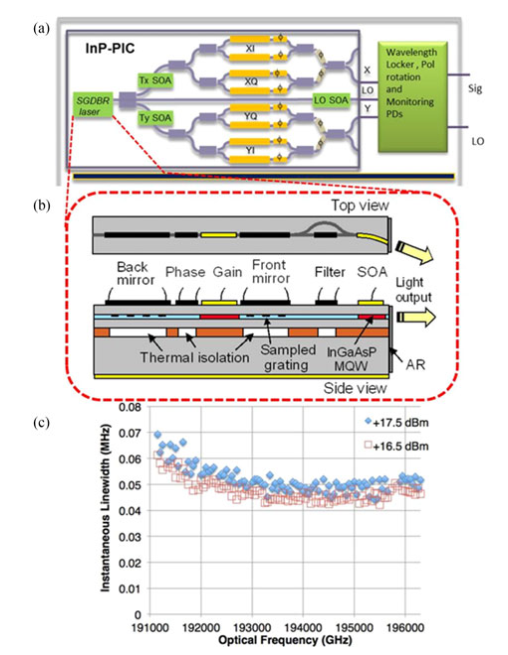 (a)
InP-PIC
XI
Tx SOA
XQ
SGDBR
laser
LO SOA
Ty SOA
YQ
YI
X
LO
Y
Wavelength
Locker , Pol
rotation
and
Monitoring
PDs
Sig
LO
(b)
Top view
Back
mirror
Phase
Gain
Front
mirror
Filter
SOA
Light
output
Thermal isolation
Sampled
grating
InGaAsP
MQW
AR
Side view
(c)
Instantaneous Linewidth (MHz)
0.08
0.07
0.06
0.05
0.04
0.03
0.02
0.01
0
+17.5 dBm
+16.5 dBm
191000 192000 193000 194000 195000 196000
Optical Frequency (GHz)